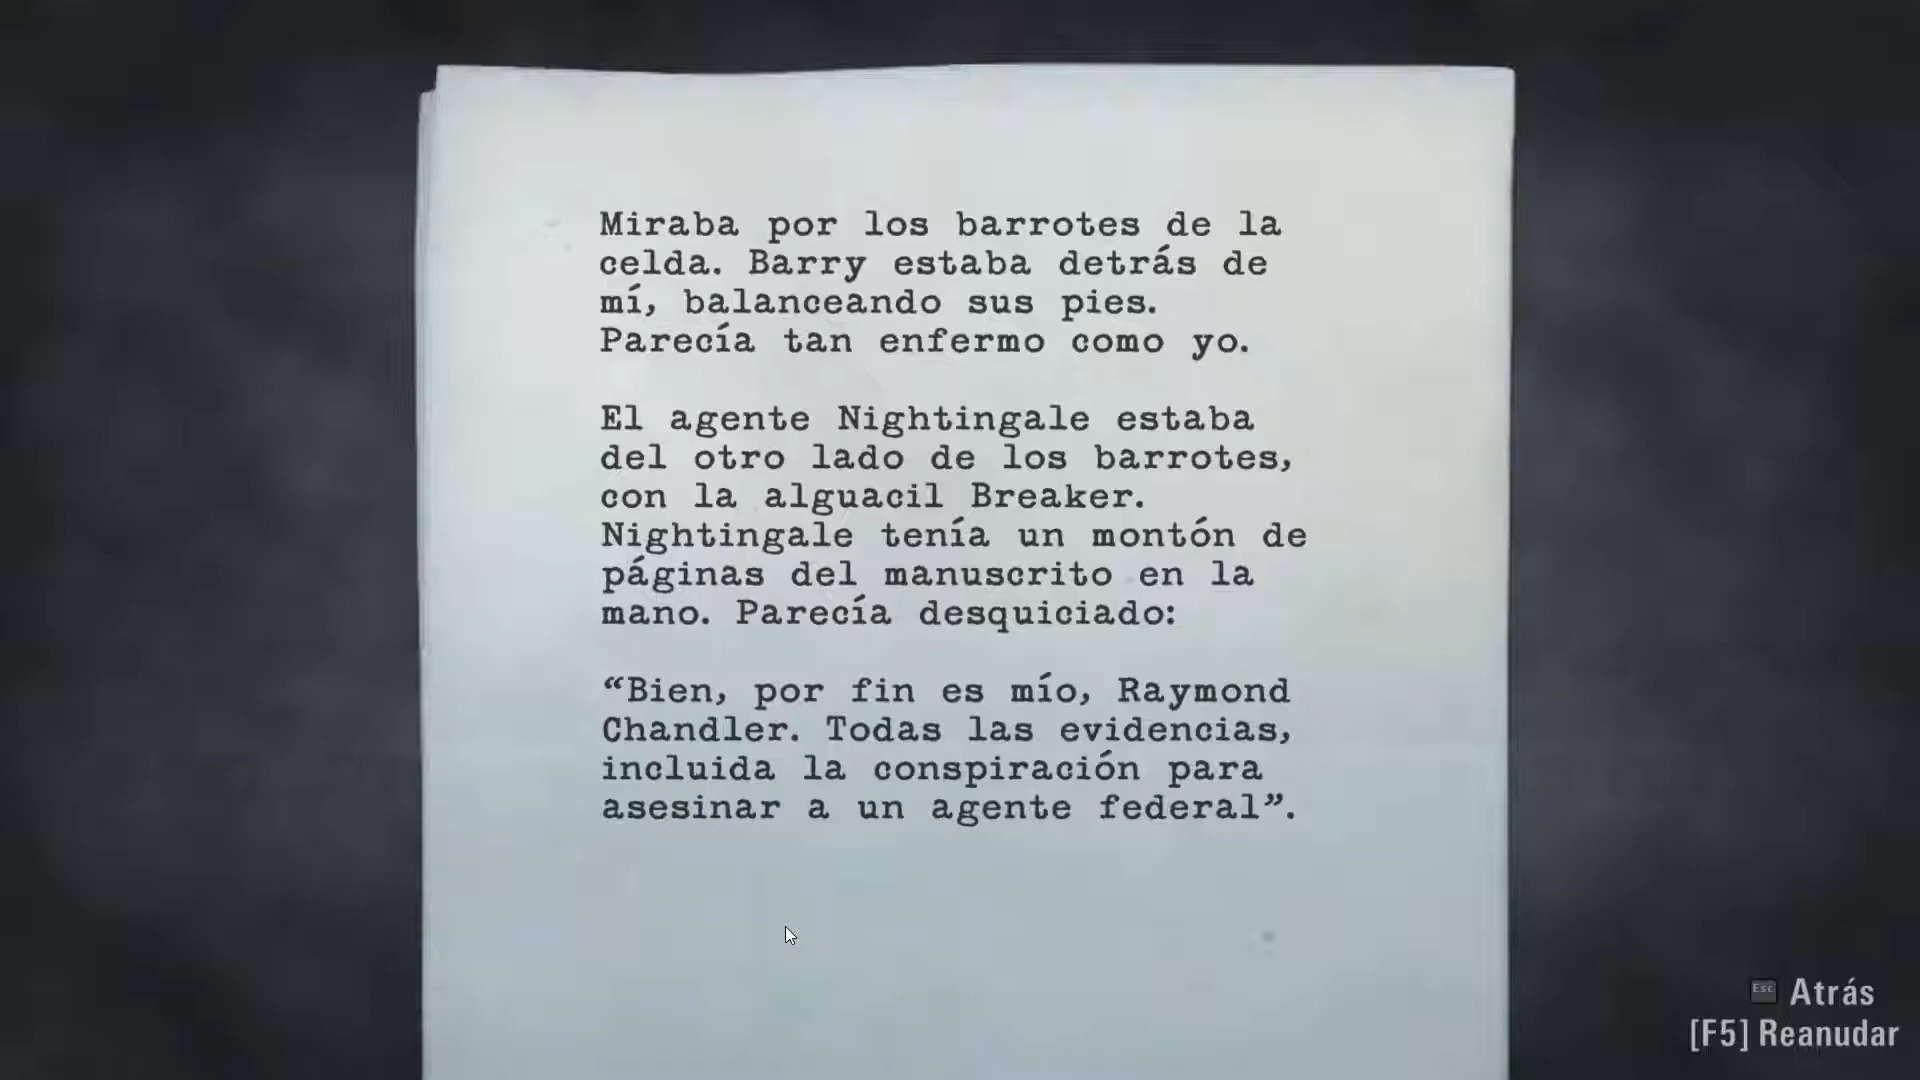 Miraba por los barrotes de la
celda. Barry estaba detrás de
mí, balanceando sus pies.
Parecía tan enfermo como yo.
El agente Nightingale estaba
del otro lado de los barrotes,
con la alguacil Breaker.
Nightingale tenía un montón de
páginas del manuscrito en la
mano. Parecía desquiciado:
“Bien, por fin es mío, Raymond
Chandler. Todas las evidencias,
incluida la conspiración para
asesinar a un agente federal”.
Esc Atrás
[F5] Reanudar